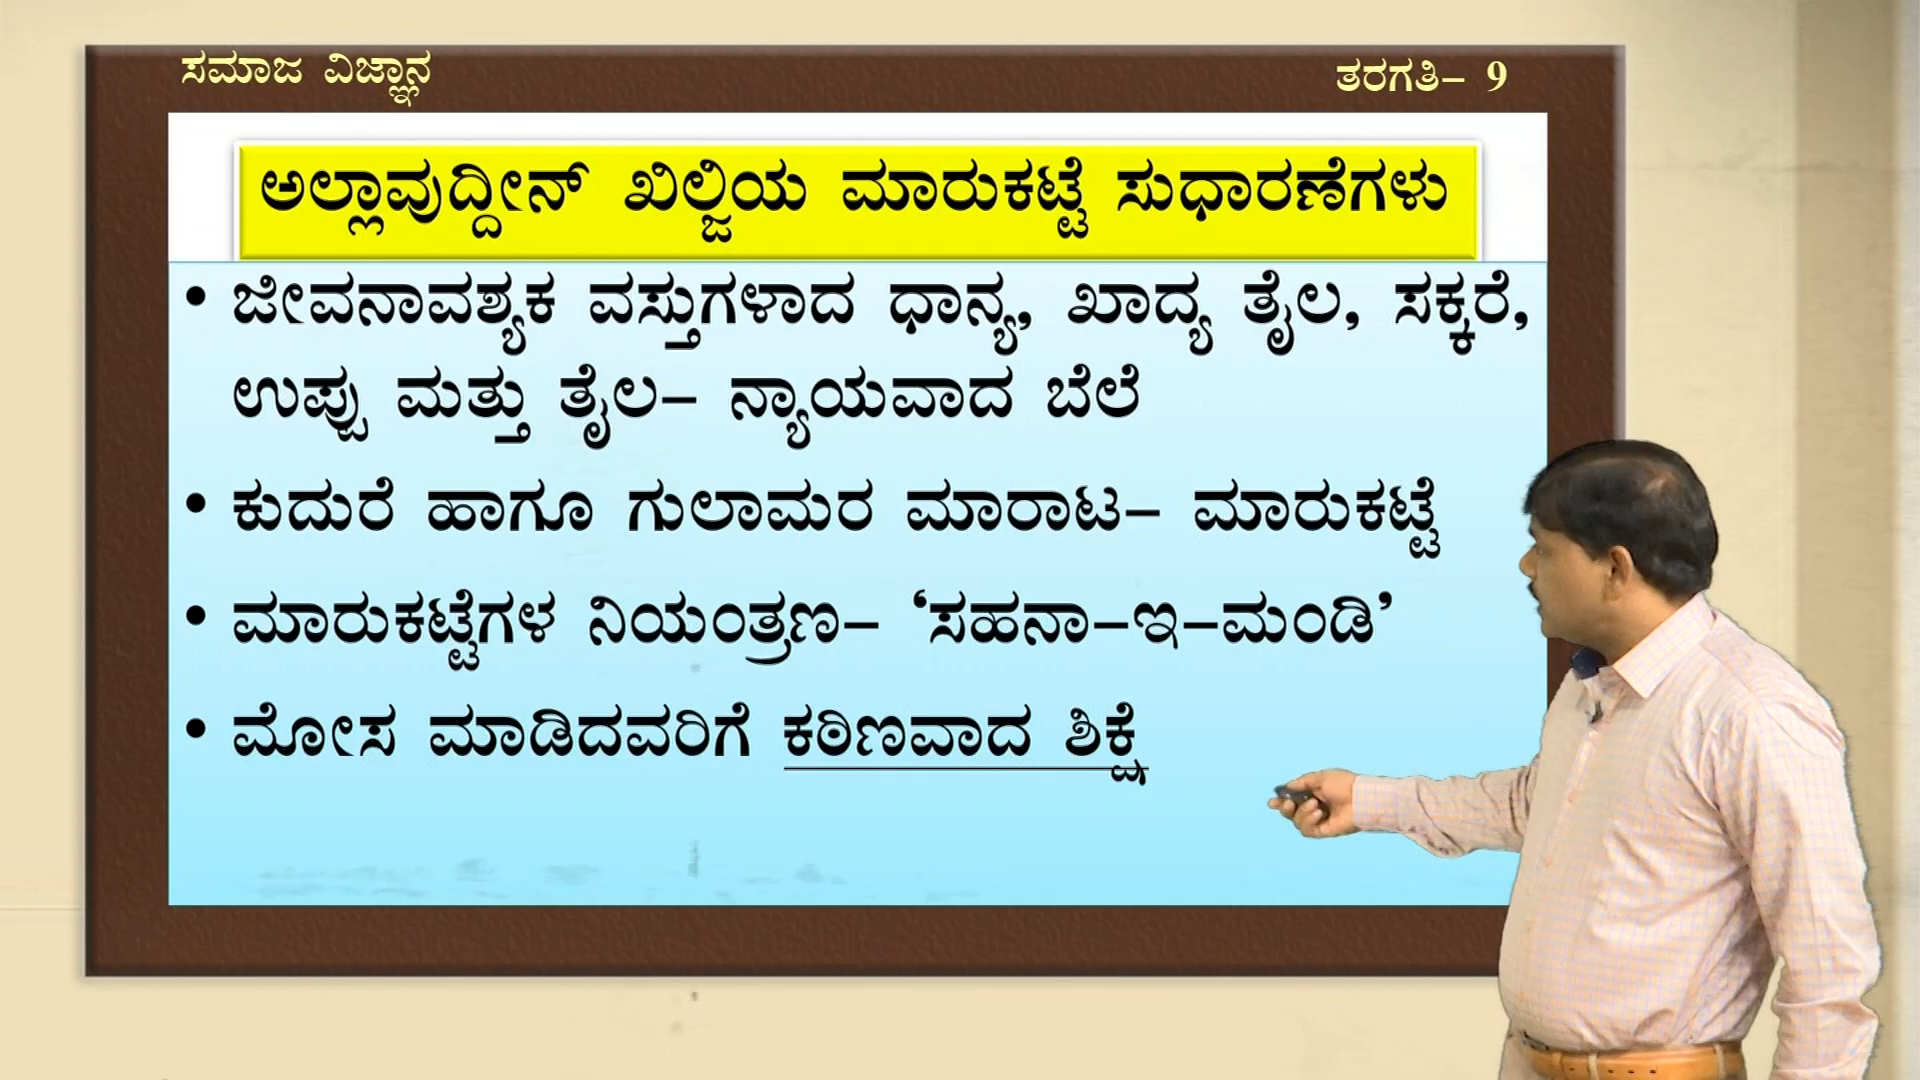 ಸಮಾಜ ವಿಜ್ಞಾನ
ತರಗತಿ– 9
ಅಲ್ಲಾವುದ್ದೀನ್ ಖಿಲ್ಜಿಯ ಮಾರುಕಟ್ಟೆ ಸುಧಾರಣೆಗಳು
• ಜೀವನಾವಶ್ಯಕ ವಸ್ತುಗಳಾದ ಧಾನ್ಯ, ಖಾದ್ಯ ತೈಲ, ಸಕ್ಕರೆ,
ಉಪ್ಪು ಮತ್ತು ತೈಲ– ನ್ಯಾಯವಾದ ಬೆಲೆ
• ಕುದುರೆ ಹಾಗೂ ಗುಲಾಮರ ಮಾರಾಟ– ಮಾರುಕಟ್ಟೆ
• ಮಾರುಕಟ್ಟೆಗಳ ನಿಯಂತ್ರಣ– ‘ಸಹನಾ–ಇ–ಮಂಡಿ’
• ಮೋಸ ಮಾಡಿದವರಿಗೆ ಕಠಿಣವಾದ ಶಿಕ್ಷೆ